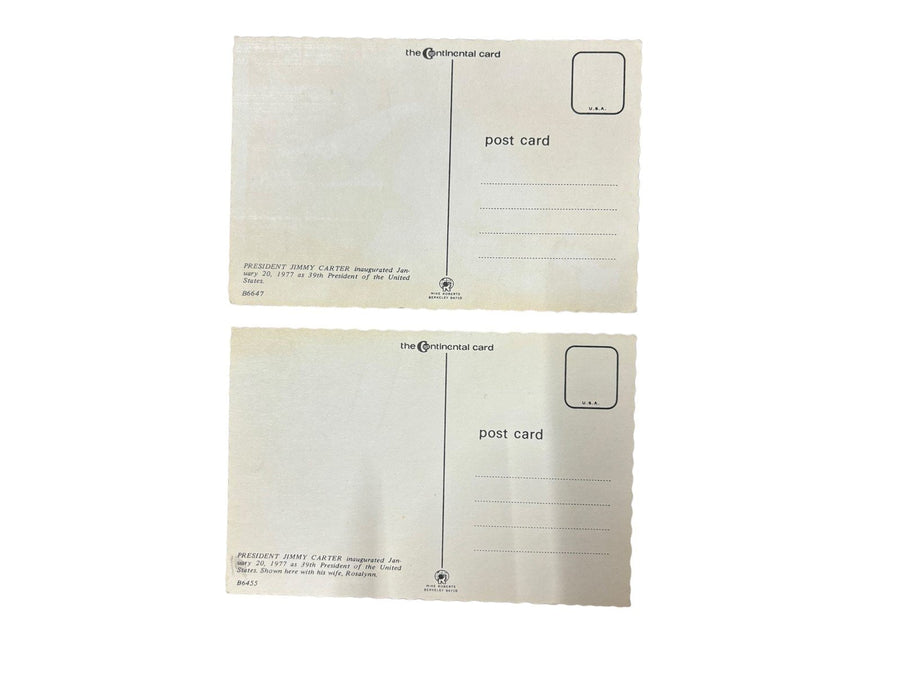 the Continental card
U.S.A.
post card
PRESIDENT JIMMY CARTER inaugurated Jan-
uary 20, 1977 as 39th President of the United
States.
B6647
MIKE ROBERTS
BERKELEY 94710
the Continental card
U.S.A.
post card
PRESIDENT JIMMY CARTER inaugurated Jan-
uary 20, 1977 as 39th President of the United
States. Shown here with his wife, Rosalynn.
B6455
MIKE ROBERTS
BERKELEY 94710